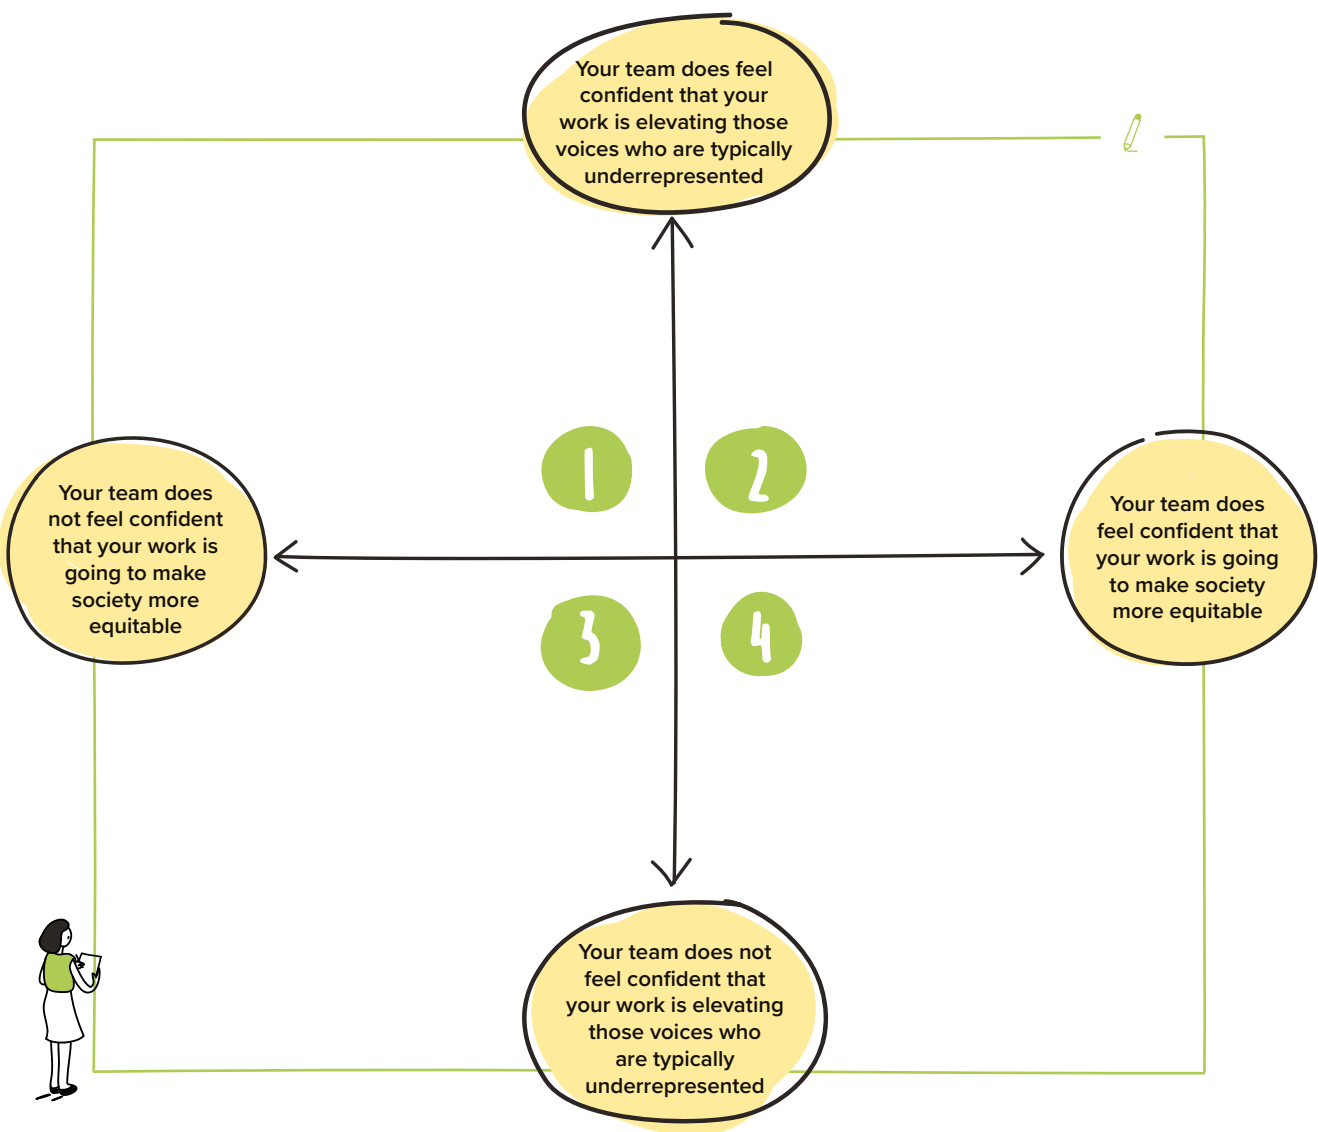 Your team does feel
confident that your
work is elevating those
voices who are typically
underrepresented
1
2
Your team does
not feel confident
that your work is
going to make
society more
equitable
Your team does
feel confident that
your work is going
to make society
more equitable
3
4
Your team does not
feel confident that
your work is elevating
those voices who
are typically
underrepresented